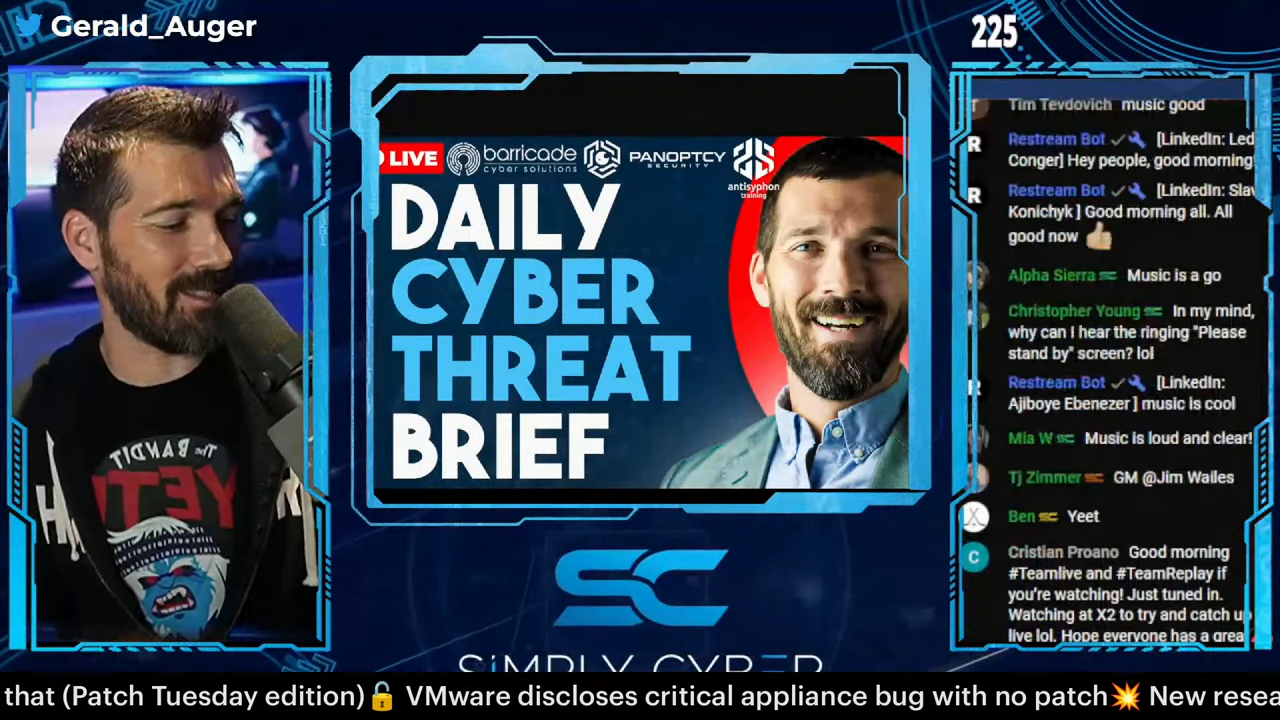 Gerald_Auger
225
LIVE
barricade
cyber solutions
PANOPTCY
SECURITY
antisyphon
training
DAILY
CYBER
THREAT
BRIEF
THE BANDIT
YETI
SC
SiMPLY CYBER
Tim Tevdovich music good
Restream Bot [LinkedIn: Led
Conger] Hey people, good morning
Restream Bot [LinkedIn: Slav
Konichyk ] Good morning all. All
good now 👍🏼
Alpha Sierra Music is a go
Christopher Young In my mind,
why can I hear the ringing "Please
stand by" screen? lol
Restream Bot [LinkedIn:
Ajiboye Ebenezer ] music is cool
Mia W Music is loud and clear!
Tj Zimmer GM @Jim Wailes
Ben Yeet
C
Cristian Proano Good morning
#Teamlive and #TeamReplay if
you're watching! Just tuned in.
Watching at X2 to try and catch up
live lol. Hope everyone has a grea
that (Patch Tuesday edition)🔓 VMware discloses critical appliance bug with no patch💥 New resea